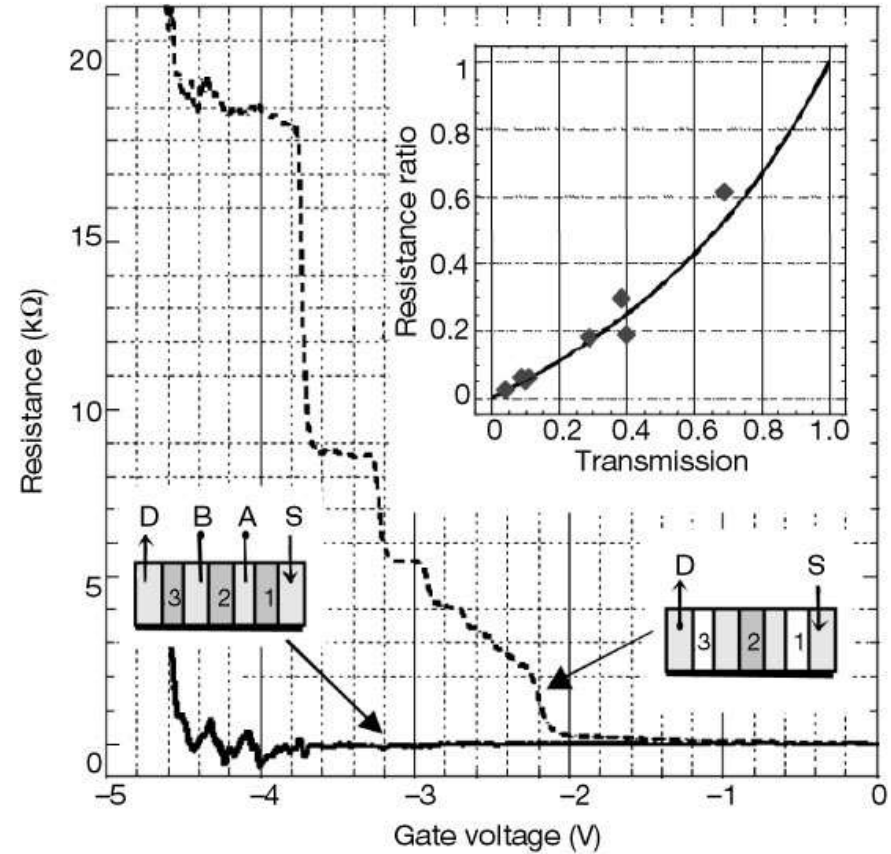 20
15
10
5
0
Resistance (kΩ)
–5 –4 –3 –2 –1 0
Gate voltage (V)
1
0.8
0.6
0.4
0.2
0
Resistance ratio
0 0.2 0.4 0.6 0.8 1.0
Transmission
D B A S
3 2 1
D S
3 2 1